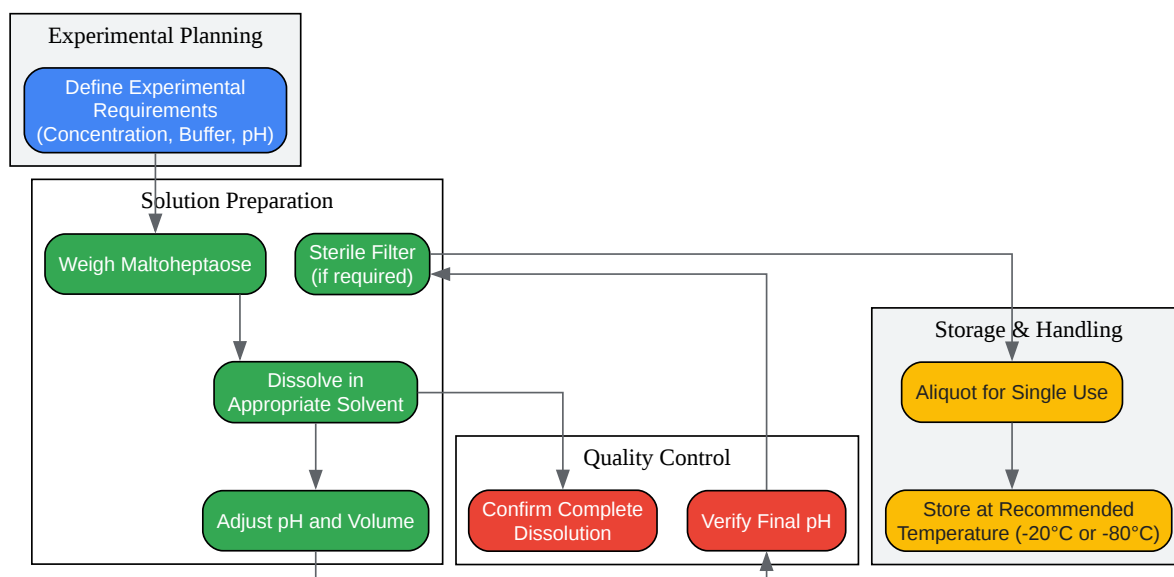 Experimental Planning
Define Experimental
Requirements
(Concentration, Buffer, pH)
Solution Preparation
Weigh Maltoheptaose
Sterile Filter
(if required)
Dissolve in
Appropriate Solvent
Adjust pH and Volume
Quality Control
Confirm Complete
Dissolution
Verify Final pH
Storage & Handling
Aliquot for Single Use
Store at Recommended
Temperature (-20°C or -80°C)